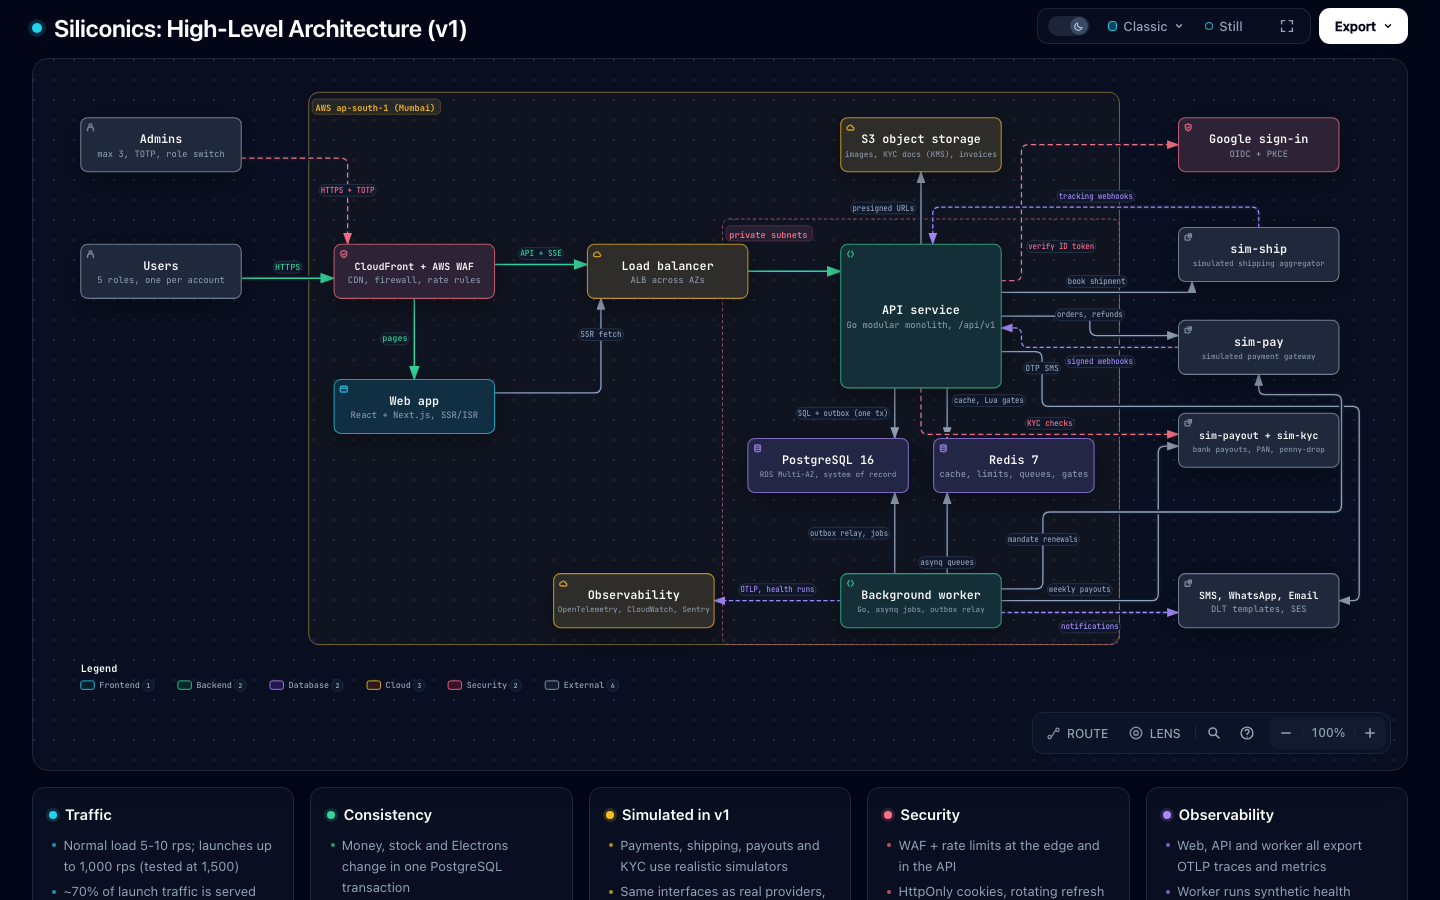 Siliconics: High-Level Architecture (v1)
Classic
Still
Export
AWS ap-south-1 (Mumbai)
Admins
max 3, TOTP, role switch
S3 object storage
images, KYC docs (KMS), invoices
Google sign-in
OIDC + PKCE
HTTPS + TOTP
tracking webhooks
presigned URLs
private subnets
verify ID token
sim-ship
simulated shipping aggregator
Users
5 roles, one per account
HTTPS
CloudFront + AWS WAF
CDN, firewall, rate rules
API + SSE
Load balancer
ALB across AZs
book shipment
API service
Go modular monolith, /api/v1
orders, refunds
sim-pay
simulated payment gateway
pages
SSR fetch
signed webhooks
OTP SMS
Web app
React + Next.js, SSR/ISR
cache, Lua gates
SQL + outbox (one tx)
KYC checks
sim-payout + sim-kyc
bank payouts, PAN, penny-drop
PostgreSQL 16
RDS Multi-AZ, system of record
Redis 7
cache, limits, queues, gates
outbox relay, jobs
mandate renewals
asynq queues
Observability
OpenTelemetry, CloudWatch, Sentry
OTLP, health runs
Background worker
Go, asynq jobs, outbox relay
weekly payouts
SMS, WhatsApp, Email
DLT templates, SES
notifications
Legend
Frontend 1
Backend 2
Database 2
Cloud 3
Security 2
External 6
ROUTE
LENS
100%
Traffic
Normal load 5-10 rps; launches up
to 1,000 rps (tested at 1,500)
~70% of launch traffic is served
Consistency
Money, stock and Electrons
change in one PostgreSQL
transaction
Simulated in v1
Payments, shipping, payouts and
KYC use realistic simulators
Same interfaces as real providers,
Security
WAF + rate limits at the edge and
in the API
HttpOnly cookies, rotating refresh
Observability
Web, API and worker all export
OTLP traces and metrics
Worker runs synthetic health